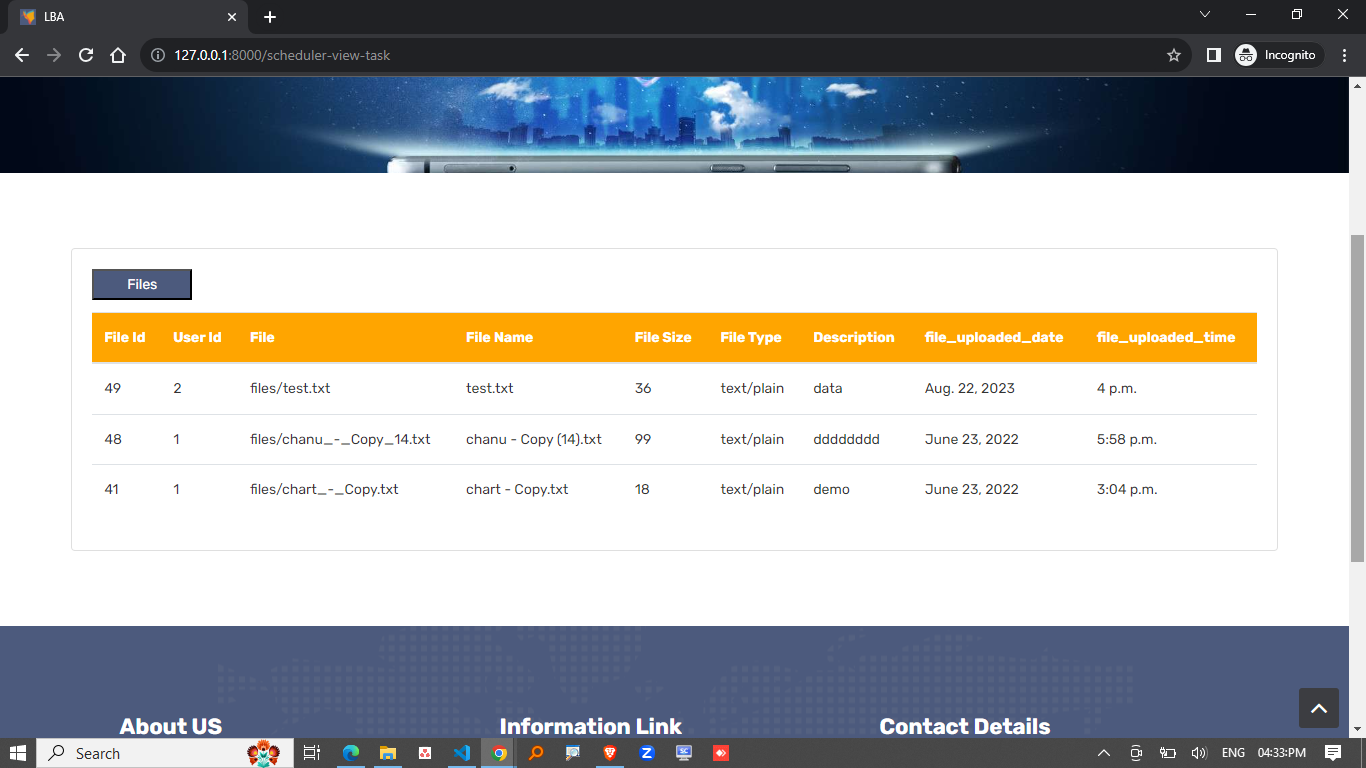 LBA
127.0.0.1:8000/scheduler-view-task
Incognito
Files
File Id User Id File File Name File Size File Type Description file_uploaded_date file_uploaded_time
49 2 files/test.txt test.txt 36 text/plain data Aug. 22, 2023 4 p.m.
48 1 files/chanu_-_Copy_14.txt chanu - Copy (14).txt 99 text/plain dddddddd June 23, 2022 5:58 p.m.
41 1 files/chart_-_Copy.txt chart - Copy.txt 18 text/plain demo June 23, 2022 3:04 p.m.
About US Information Link Contact Details
Search ENG 04:33:PM